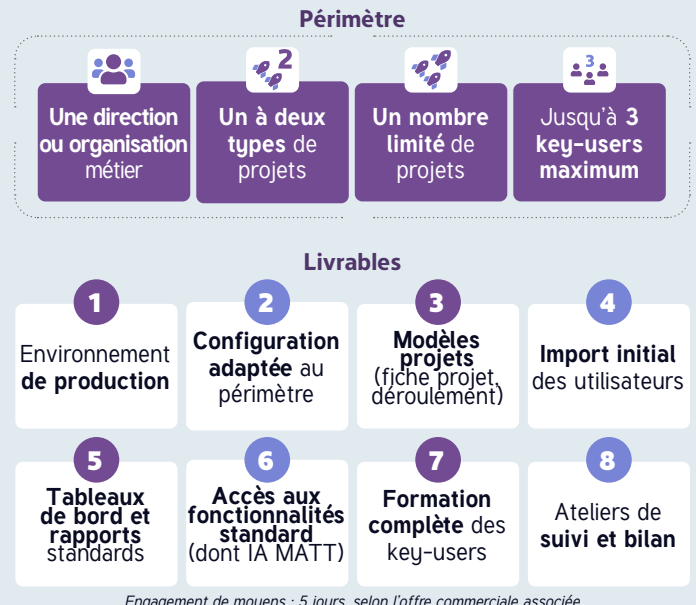 Périmètre
2
3
Une direction
ou organisation
métier
Un à deux
types de
projets
Un nombre
limité de
projets
Jusqu'à 3
key-users
maximum
Livrables
1
Environnement
de production
2
Configuration
adaptée au
périmètre
3
Modèles
projets
(fiche projet,
déroulement)
4
Import initial
des utilisateurs
5
Tableaux
de bord et
rapports
standards
6
Accès aux
fonctionnalités
standard
(dont IA MATT)
7
Formation
complète des
key-users
8
Ateliers de
suivi et bilan
Engagement de moyens : 5 jours, selon l'offre commerciale associée